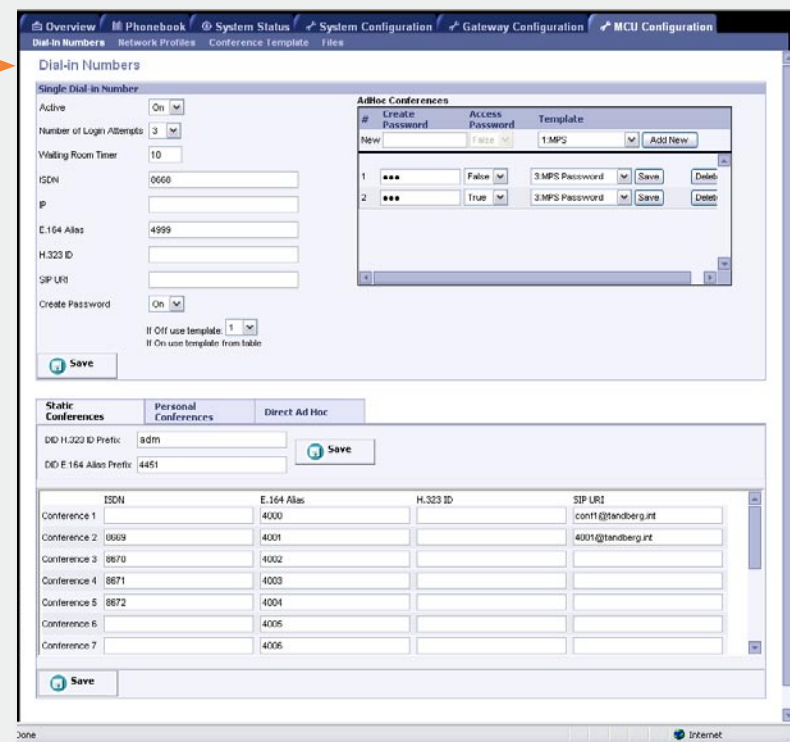 Overview Phonebook System Status System Configuration Gateway Configuration MCU Configuration
Dial-In Numbers Network Profiles Conference Template Files
Dial-in Numbers
Single Dial-in Number
Active On
Number of Login Attempts 3
Waiting Room Timer 10
ISDN 8668
IP
E.164 Alias 4999
H.323 ID
SIP URI
Create Password On
If Off use template: 1
If On use template from table
Save
AdHoc Conferences
# Create Password Access Password Template
New False 1:MPS Add New
1 ●●● False 3:MPS Password Save Delet
2 ●●● True 3:MPS Password Save Delet
Static Conferences Personal Conferences Direct Ad Hoc
DID H.323 ID Prefix adm
DID E.164 Alias Prefix 4451
Save
ISDN E.164 Alias H.323 ID SIP URI
Conference 1 4000 conf1@tandberg.int
Conference 2 8669 4001 4001@tandberg.int
Conference 3 8670 4002
Conference 4 8671 4003
Conference 5 8672 4004
Conference 6 4005
Conference 7 4006
Save
Done Internet